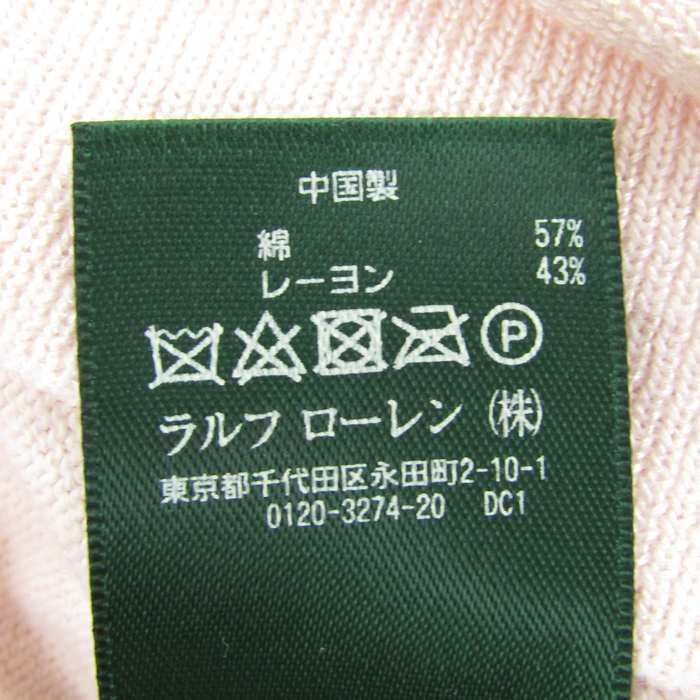 中国製
綿 57%
レーヨン 43%
P
ラルフ ローレン (株)
東京都千代田区永田町2-10-1
0120-3274-20 DC1